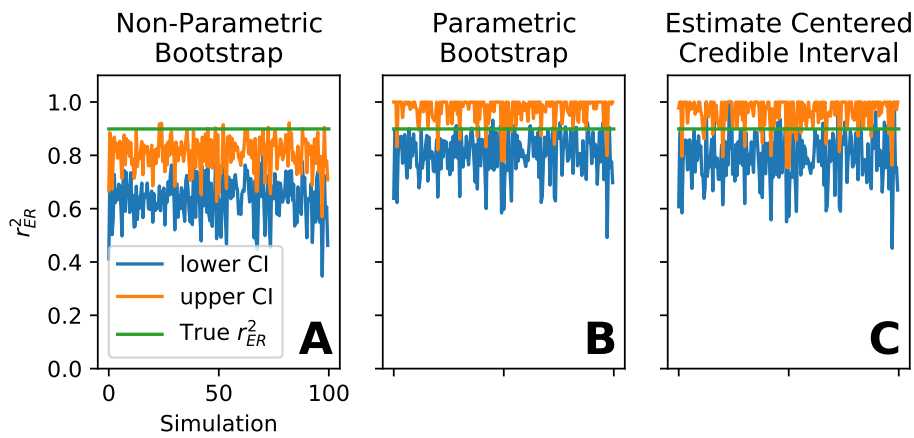 Non-Parametric
Bootstrap
Parametric
Bootstrap
Estimate Centered
Credible Interval
1.0
0.8
0.6
0.4
0.2
0.0
r²ER
lower CI
upper CI
True r²ER
A
B
C
0
50
100
Simulation